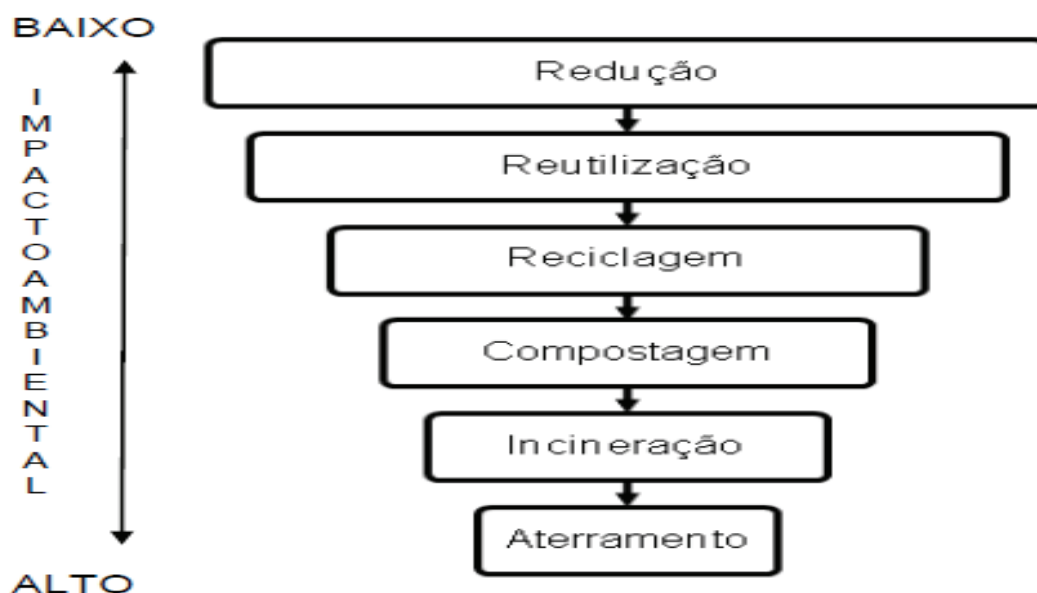 BAIXO
IMPACTO AMBIENTAL
Redução
Reutilização
Reciclagem
Compostagem
Incineração
Aterramento
ALTO